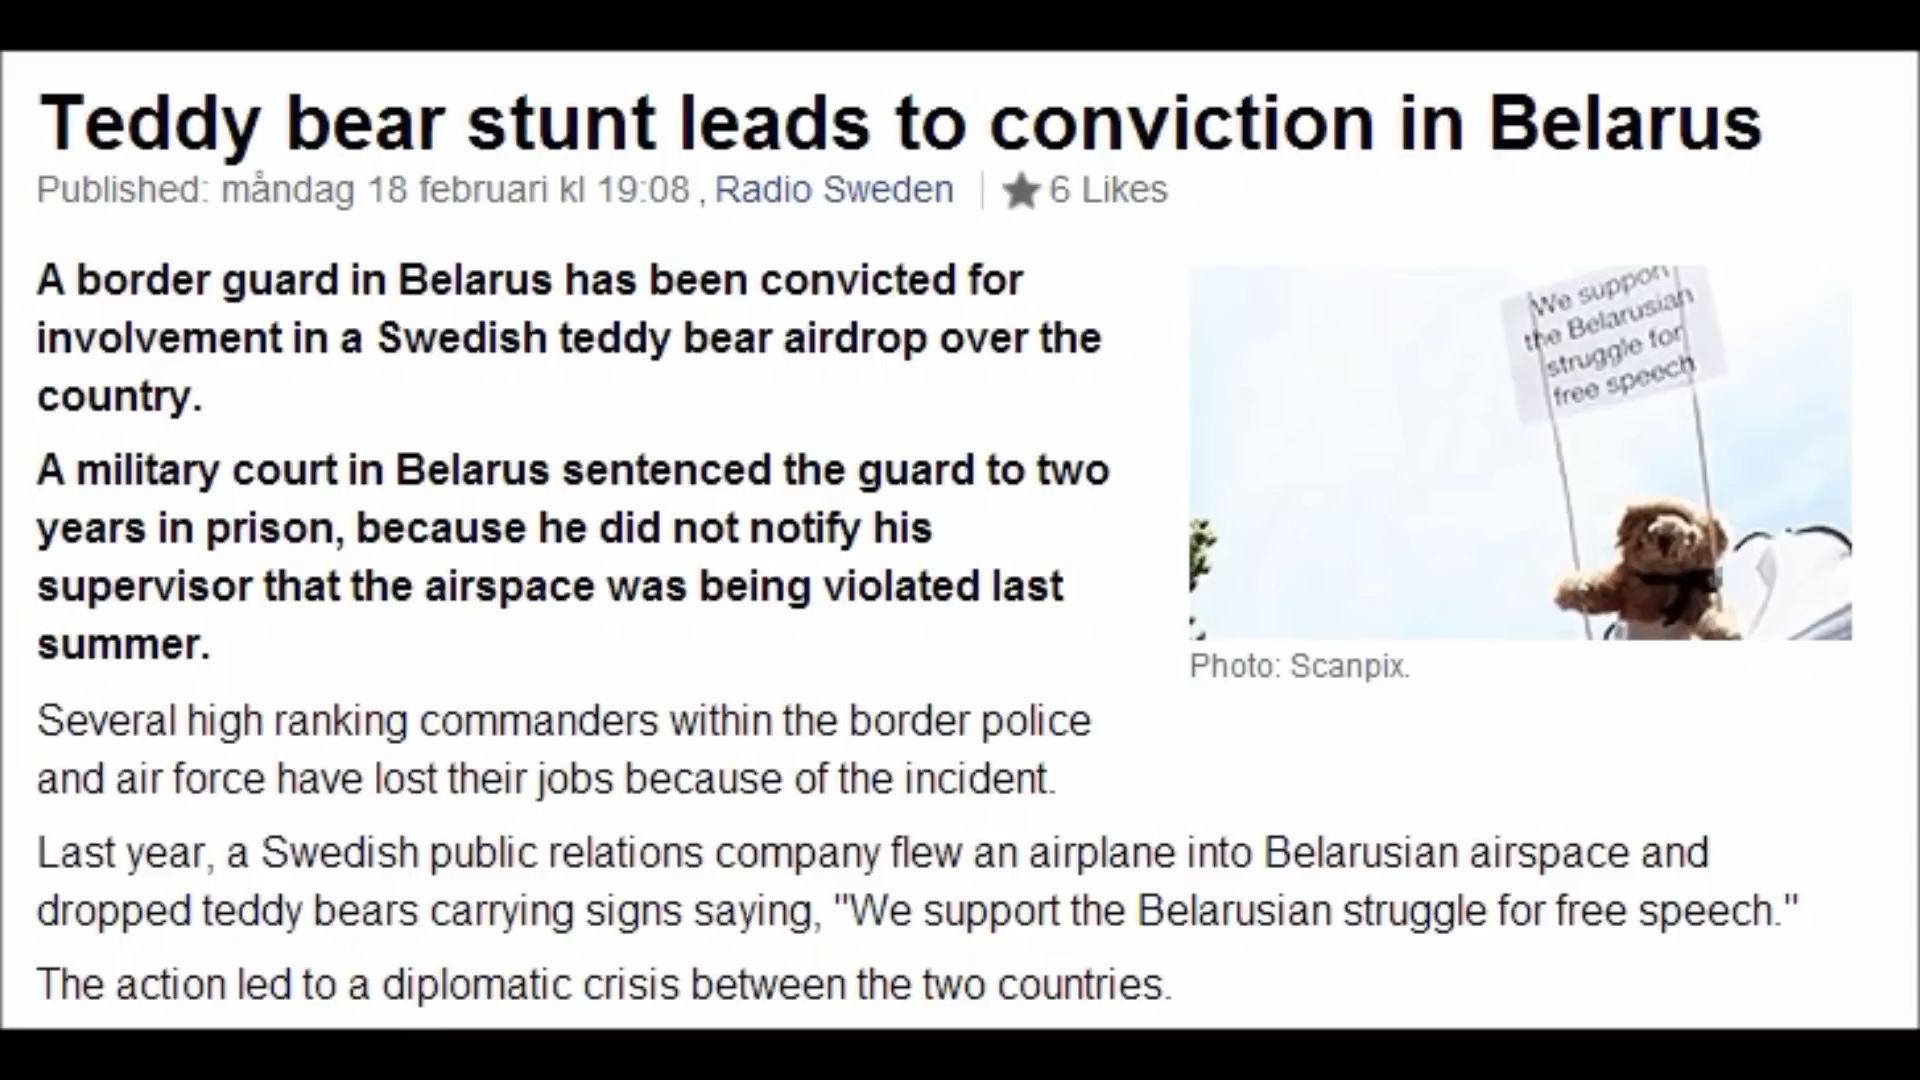 Teddy bear stunt leads to conviction in Belarus
Published: måndag 18 februari kl 19:08 , Radio Sweden | ★ 6 Likes
A border guard in Belarus has been convicted for
involvement in a Swedish teddy bear airdrop over the
country.
A military court in Belarus sentenced the guard to two
years in prison, because he did not notify his
supervisor that the airspace was being violated last
summer.
We support
the Belarusian
struggle for
free speech
Photo: Scanpix.
Several high ranking commanders within the border police
and air force have lost their jobs because of the incident.
Last year, a Swedish public relations company flew an airplane into Belarusian airspace and
dropped teddy bears carrying signs saying, "We support the Belarusian struggle for free speech."
The action led to a diplomatic crisis between the two countries.